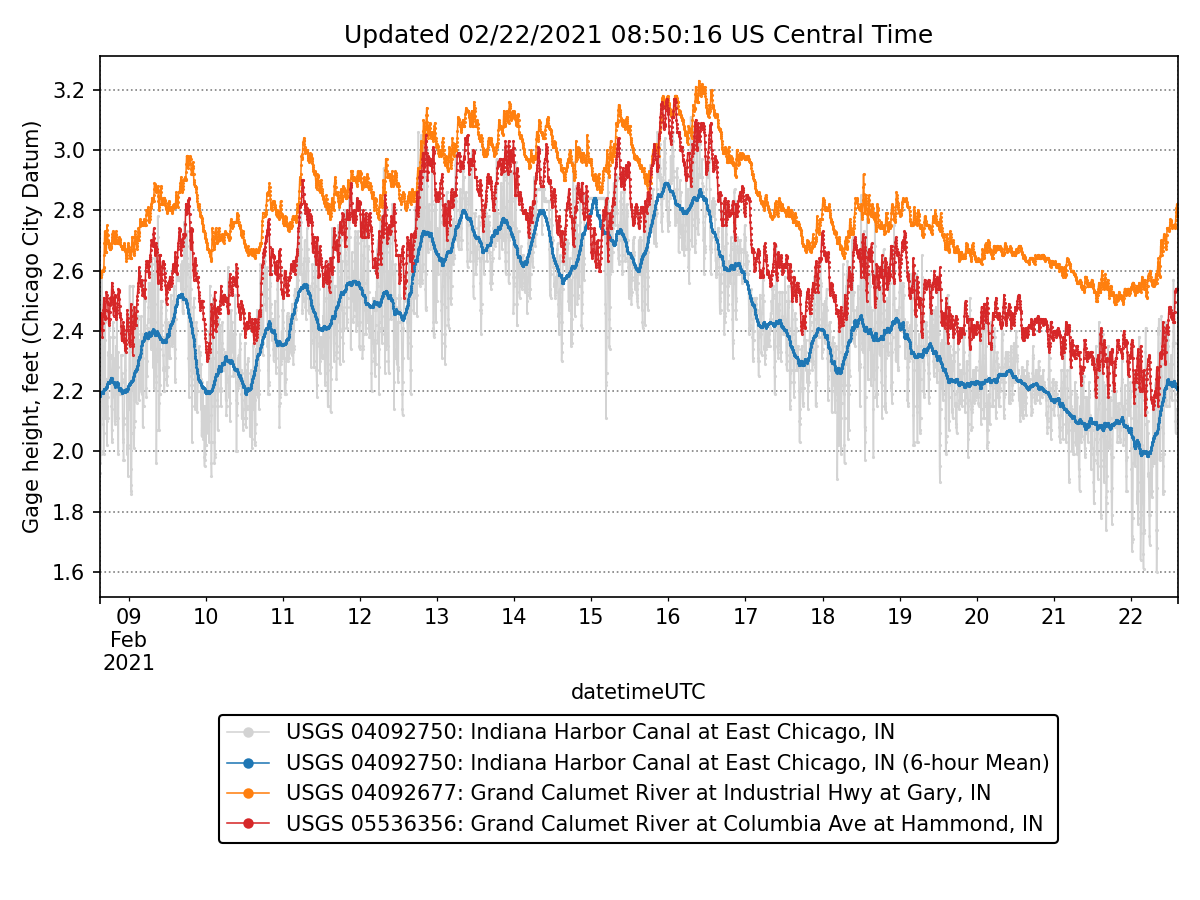 Updated 02/22/2021 08:50:16 US Central Time
Gage height, feet (Chicago City Datum)
3.2
3.0
2.8
2.6
2.4
2.2
2.0
1.8
1.6
09 10 11 12 13 14 15 16 17 18 19 20 21 22
Feb
2021
datetimeUTC
USGS 04092750: Indiana Harbor Canal at East Chicago, IN
USGS 04092750: Indiana Harbor Canal at East Chicago, IN (6-hour Mean)
USGS 04092677: Grand Calumet River at Industrial Hwy at Gary, IN
USGS 05536356: Grand Calumet River at Columbia Ave at Hammond, IN